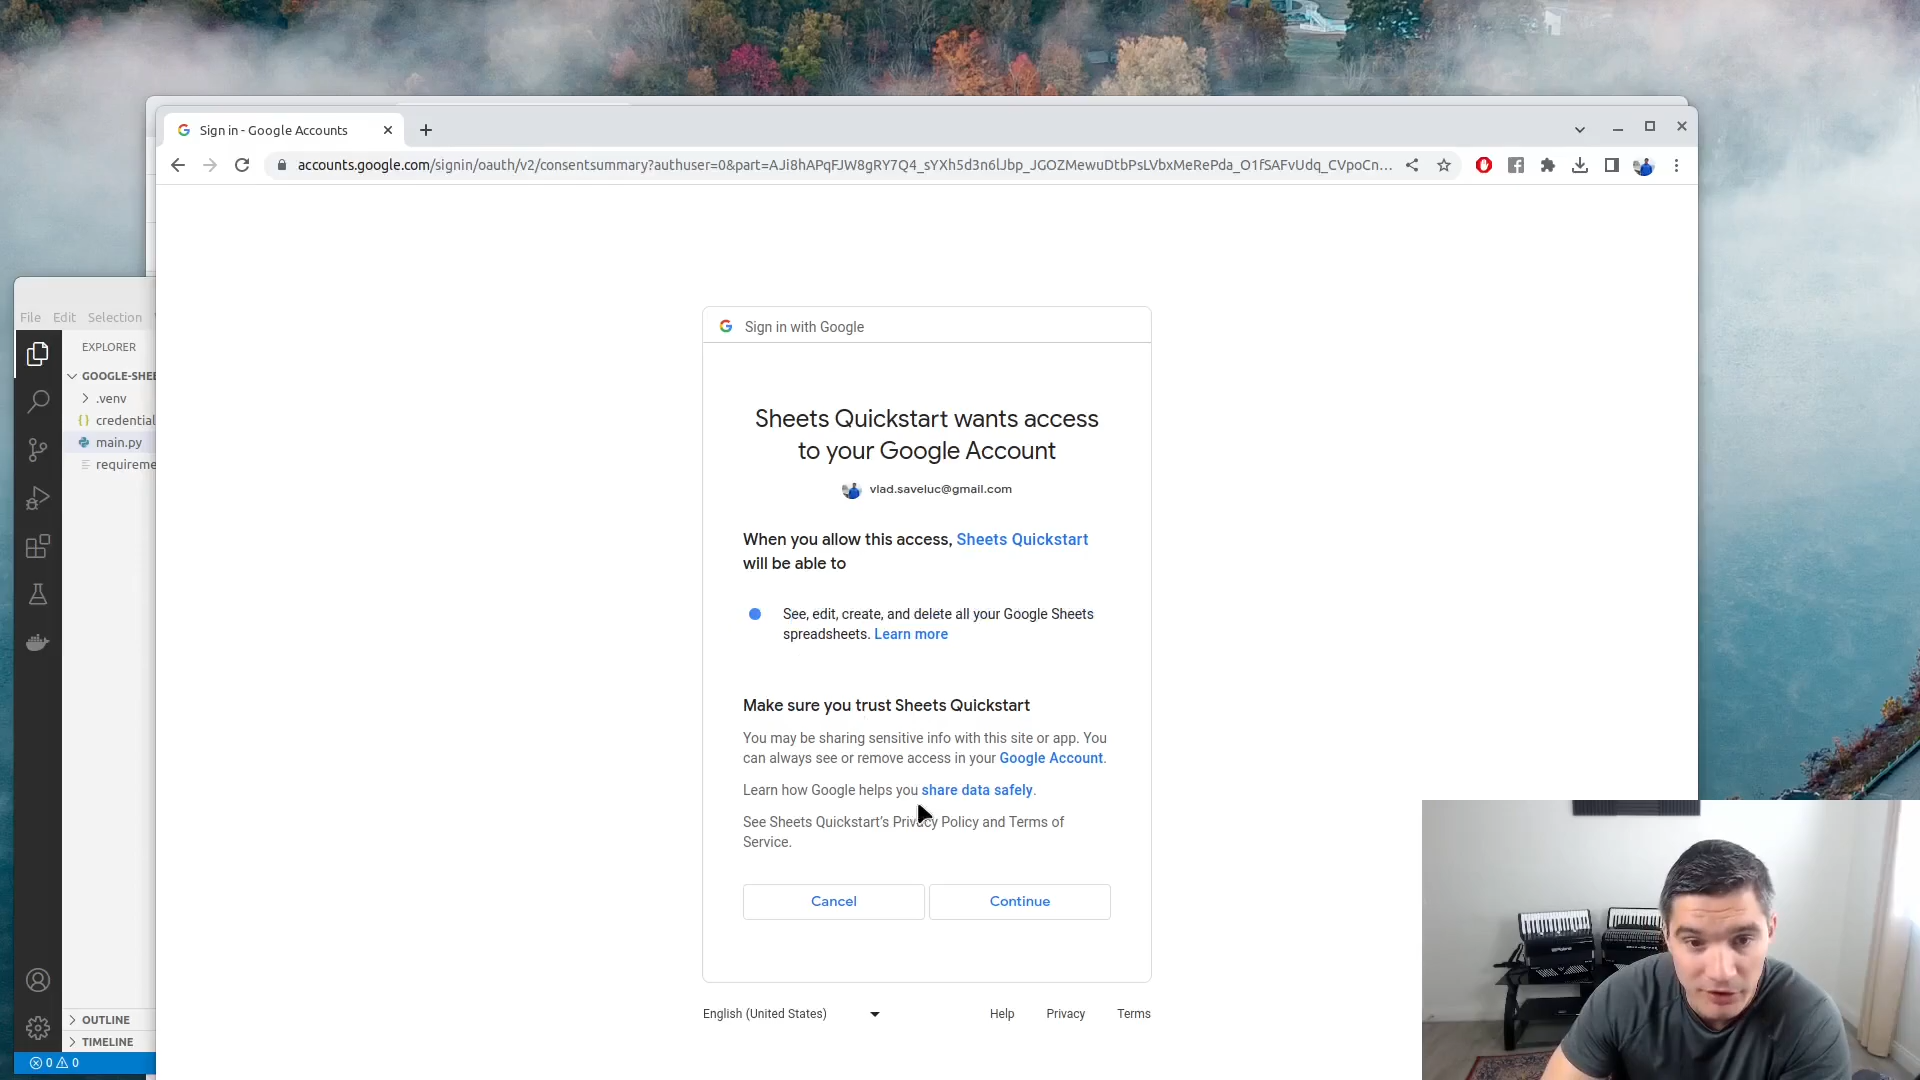 Sign in - Google Accounts
accounts.google.com/signin/oauth/v2/consentsummary?authuser=0&part=AJi8hAPqFJW8gRY7Q4_sYXh5d3n6lJbp_JGOZMewuDtbPsLVbxMeRePda_O1fSAFvUdq_CVpoCn...
File Edit Selection
EXPLORER
GOOGLE-SHEE
.venv
credential
main.py
requireme
Sign in with Google
Sheets Quickstart wants access
to your Google Account
vlad.saveluc@gmail.com
When you allow this access, Sheets Quickstart
will be able to
See, edit, create, and delete all your Google Sheets
spreadsheets. Learn more
Make sure you trust Sheets Quickstart
You may be sharing sensitive info with this site or app. You
can always see or remove access in your Google Account.
Learn how Google helps you share data safely.
See Sheets Quickstart's Privacy Policy and Terms of
Service.
Cancel Continue
English (United States) Help Privacy Terms
OUTLINE
TIMELINE
0 0